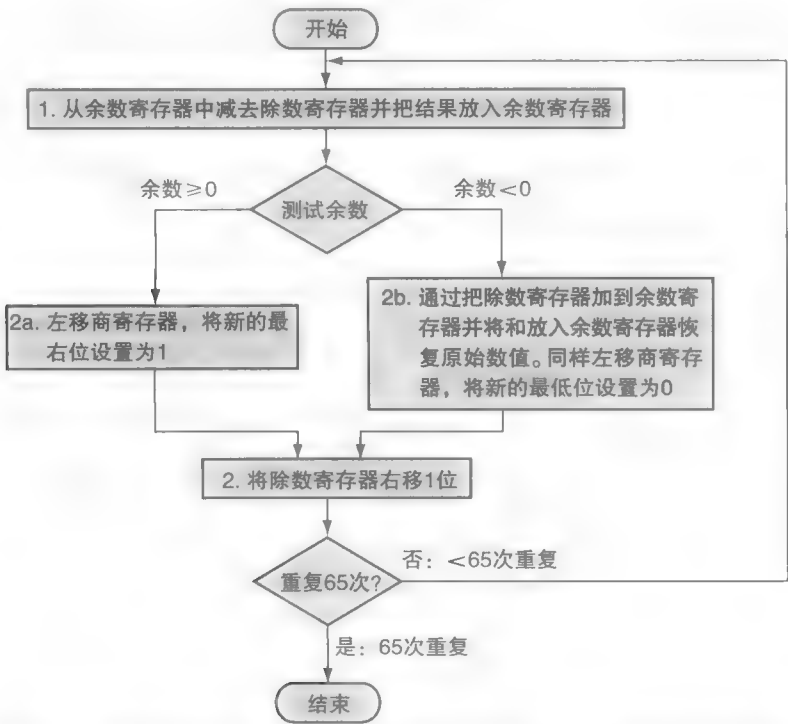 开始
1. 从余数寄存器中减去除数寄存器并把结果放入余数寄存器
余数≥0
余数<0
测试余数
2a. 左移商寄存器，将新的最
右位设置为1
2b. 通过把除数寄存器加到余数寄
存器并将和放入余数寄存器恢
复原始数值。同样左移商寄存
器，将新的最低位设置为0
2. 将除数寄存器右移1位
否：<65次重复
重复65次?
是：65次重复
结束